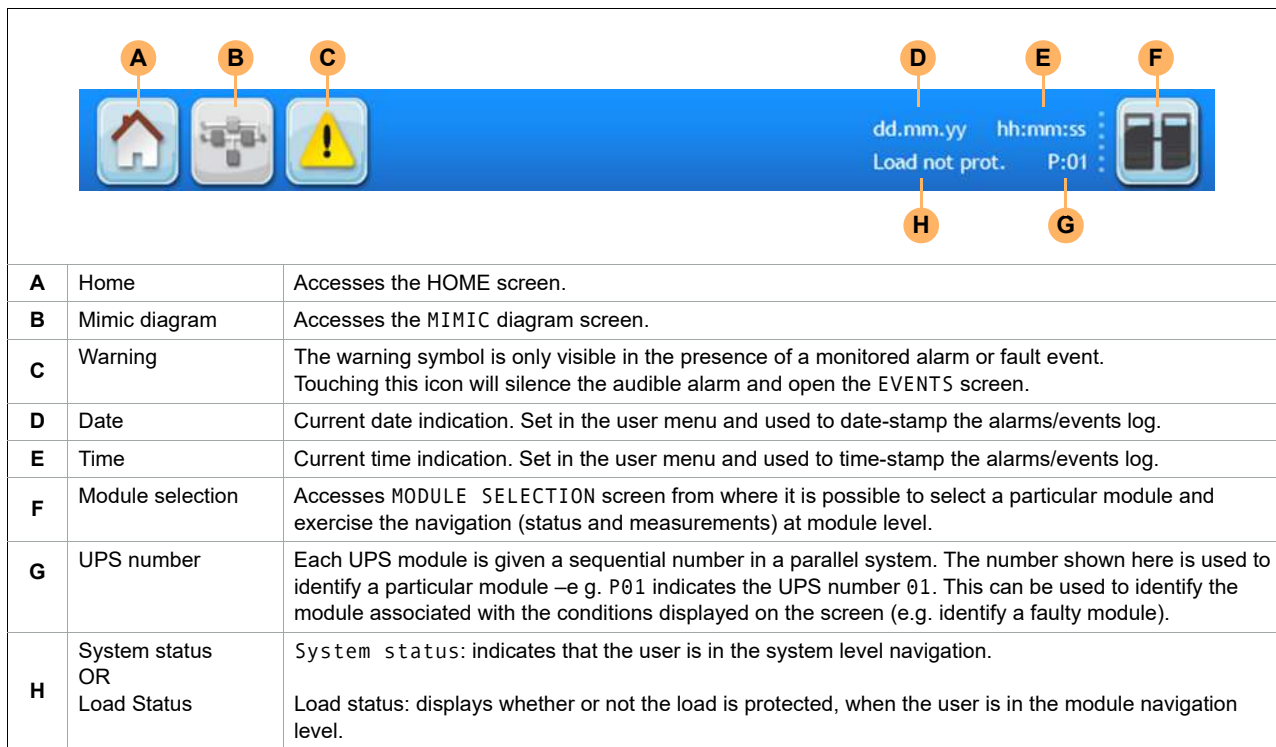 A B C D E F
dd.mm.yy hh:mm:ss
Load not prot. P:01
H G
A Home Accesses the HOME screen.
B Mimic diagram Accesses the MIMIC diagram screen.
C Warning The warning symbol is only visible in the presence of a monitored alarm or fault event.
Touching this icon will silence the audible alarm and open the EVENTS screen.
D Date Current date indication. Set in the user menu and used to date-stamp the alarms/events log.
E Time Current time indication. Set in the user menu and used to time-stamp the alarms/events log.
F Module selection Accesses MODULE SELECTION screen from where it is possible to select a particular module and
exercise the navigation (status and measurements) at module level.
G UPS number Each UPS module is given a sequential number in a parallel system. The number shown here is used to
identify a particular module –e g. P01 indicates the UPS number 01. This can be used to identify the
module associated with the conditions displayed on the screen (e.g. identify a faulty module).
H System status System status: indicates that the user is in the system level navigation.
OR
Load Status Load status: displays whether or not the load is protected, when the user is in the module navigation
level.